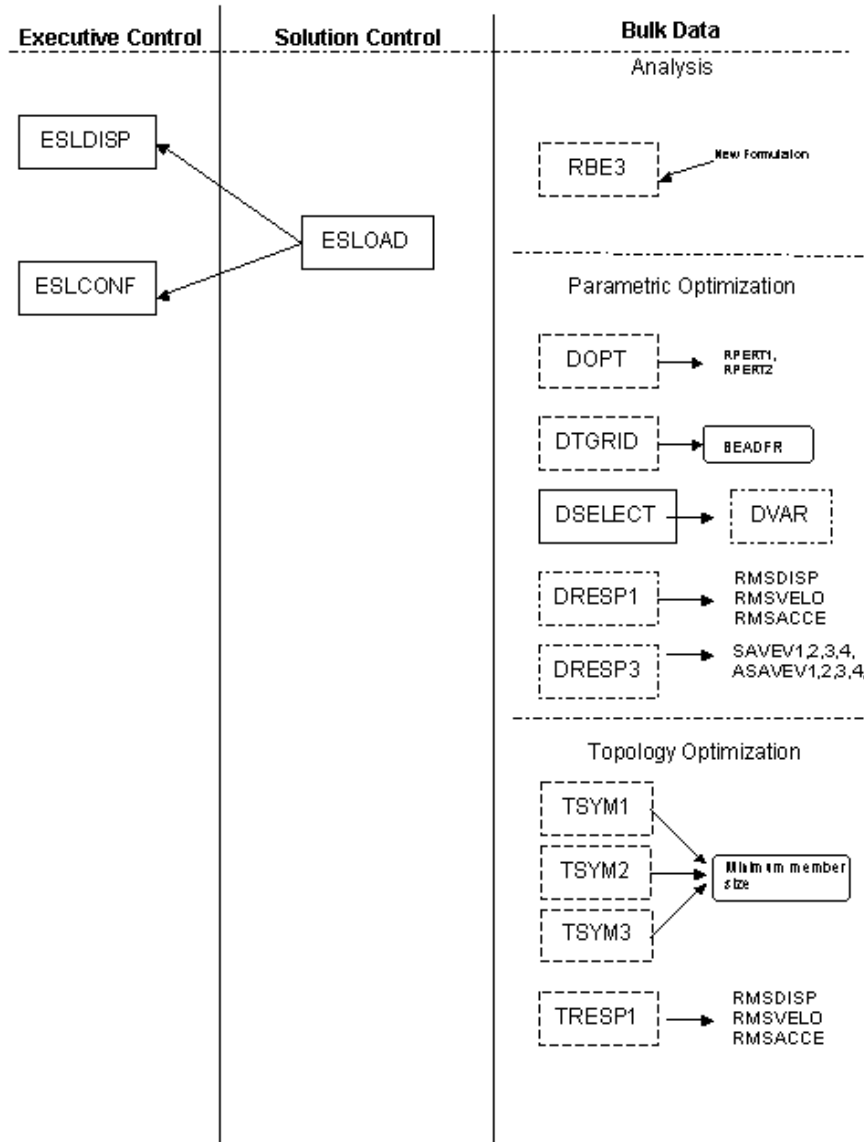 Executive Control
Solution Control
Bulk Data
Analysis
ESLDISP
RBE3
New Formulation
ESLOAD
ESLCONF
Parametric Optimization
DOPT
RPERT1,
RPERT2
DTGRID
BEADFR
DSELECT
DVAR
DRESP1
RMSDISP
RMSVELO
RMSACCE
DRESP3
SAVEV1,2,3,4,
ASAVEV1,2,3,4,
Topology Optimization
TSYM1
TSYM2
Minimum member
size
TSYM3
TRESP1
RMSDISP
RMSVELO
RMSACCE